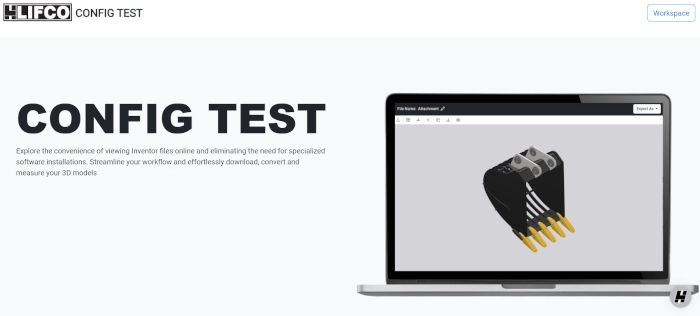 HLIFCO CONFIG TEST
Workspace
CONFIG TEST
Explore the convenience of viewing Inventor files online and eliminating the need for specialized
software installations. Streamline your workflow and effortlessly download, convert and
measure your 3D models
File Name: Attachment
Export As
H